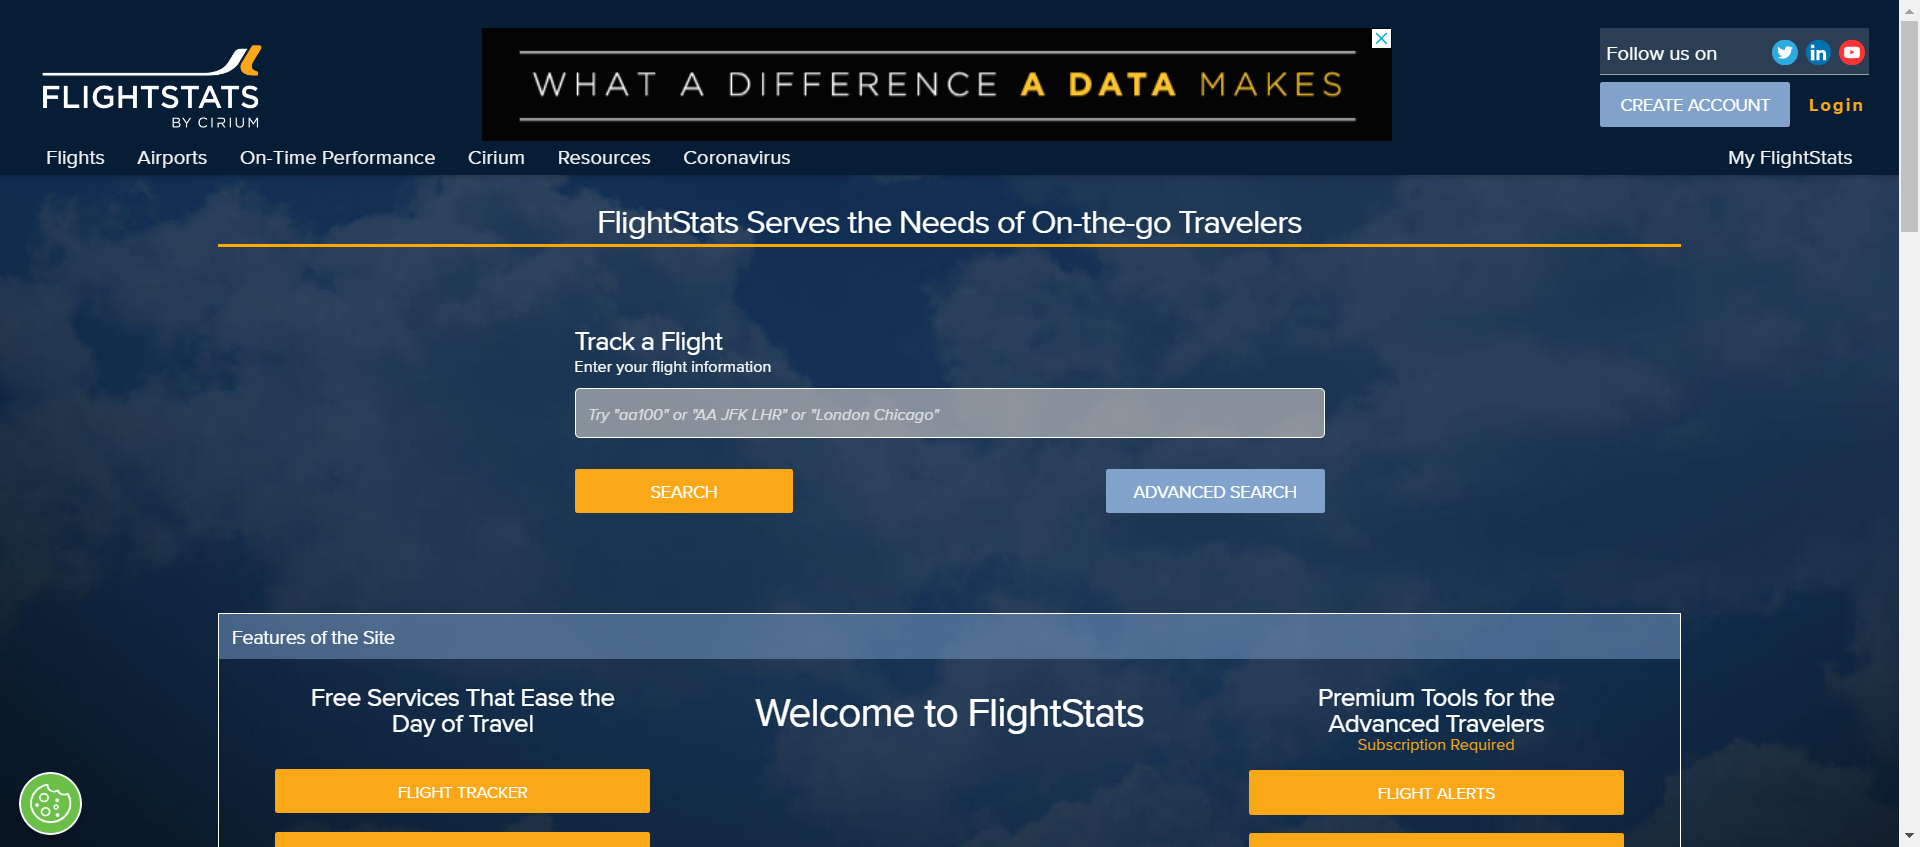 FLIGHTSTATS
BY CIRIUM
WHAT A DIFFERENCE A DATA MAKES
Follow us on
CREATE ACCOUNT
Login
Flights
Airports
On-Time Performance
Cirium
Resources
Coronavirus
My FlightStats
FlightStats Serves the Needs of On-the-go Travelers
Track a Flight
Enter your flight information
Try "aa100" or "AA JFK LHR" or "London Chicago"
SEARCH
ADVANCED SEARCH
Features of the Site
Free Services That Ease the
Day of Travel
FLIGHT TRACKER
Welcome to FlightStats
Premium Tools for the
Advanced Travelers
Subscription Required
FLIGHT ALERTS